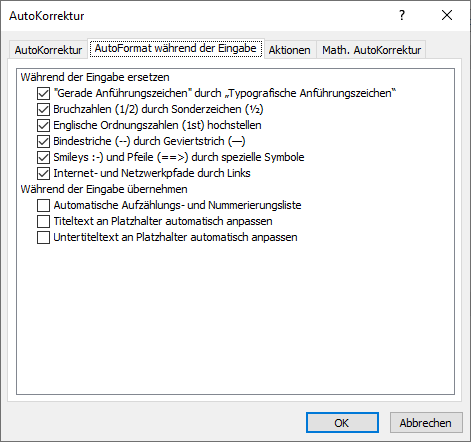 AutoKorrektur
AutoKorrektur AutoFormat während der Eingabe Aktionen Math. AutoKorrektur
Während der Eingabe ersetzen
"Gerade Anführungszeichen" durch „Typografische Anführungszeichen“
Bruchzahlen (1/2) durch Sonderzeichen (½)
Englische Ordnungszahlen (1st) hochstellen
Bindestriche (--) durch Geviertstrich (—)
Smileys :-) und Pfeile (==>) durch spezielle Symbole
Internet- und Netzwerkpfade durch Links
Während der Eingabe übernehmen
Automatische Aufzählungs- und Nummerierungsliste
Titeltext an Platzhalter automatisch anpassen
Untertiteltext an Platzhalter automatisch anpassen
OK Abbrechen